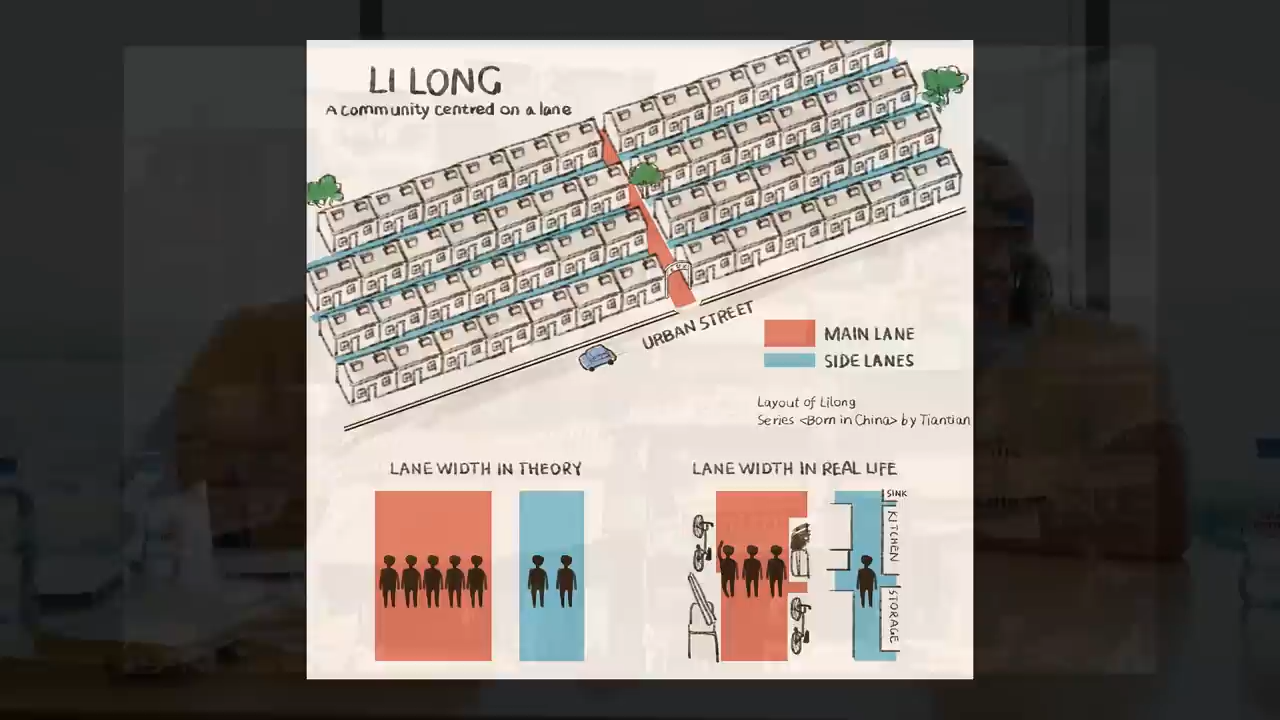 LI LONG
A community centred on a lane
URBAN STREET
MAIN LANE
SIDE LANES
Layout of Lilong
Series <Born in China> by Tiantian
LANE WIDTH IN THEORY
LANE WIDTH IN REAL LIFE
SINK
KITCHEN
STORAGE